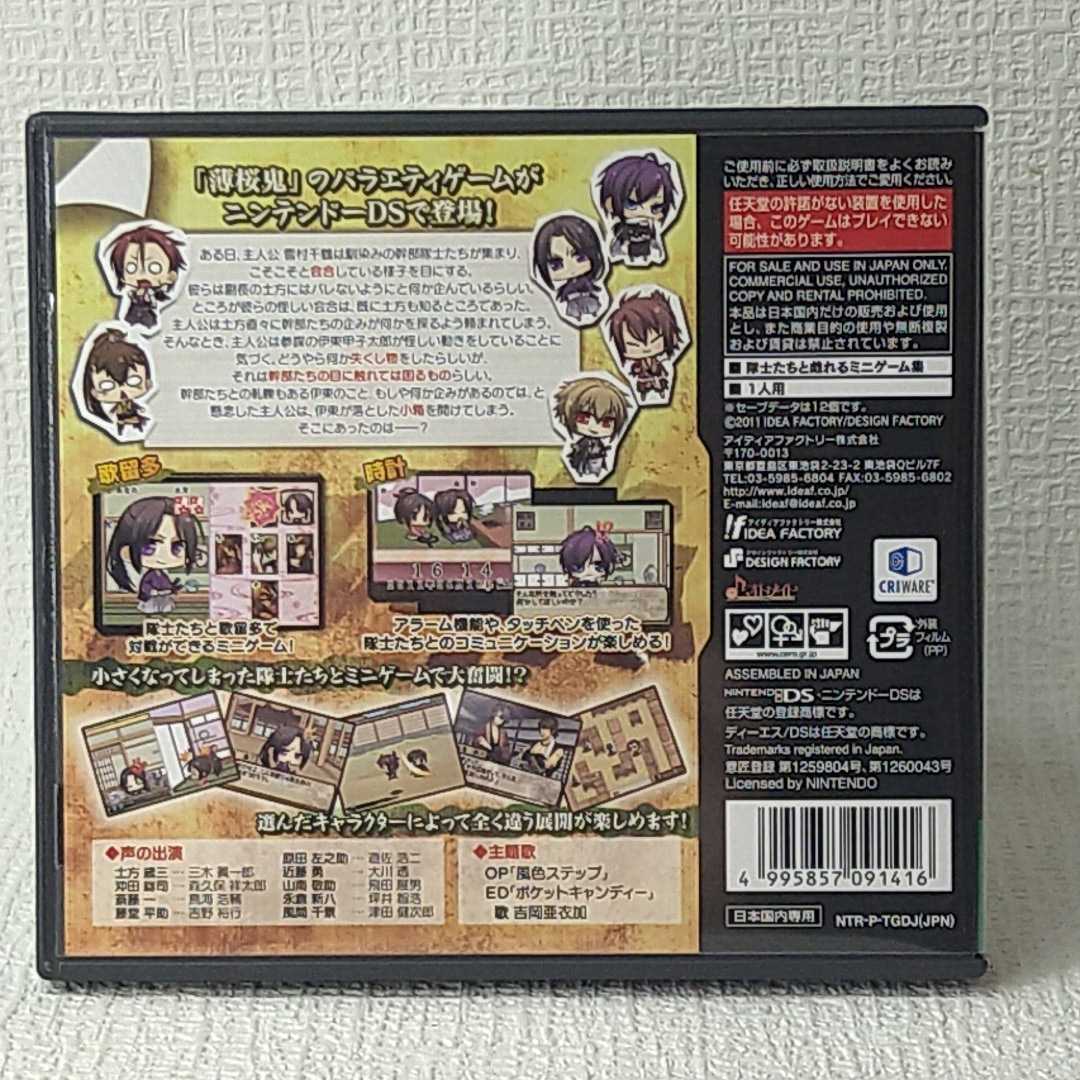 「薄桜鬼」のバラエティゲームが
ニンテンドーDSで登場！
ある日、主人公 雪村千鶴は馴染みの幹部隊士たちが集まり、
こそこそと会合している様子を目にする。
彼らは副長の土方にはバレないようにと何か企んでいるらしい。
ところが彼らの怪しい会合は、既に土方も知るところであった。
主人公は土方直々に幹部たちの企みが何かを探るよう頼まれてしまう。
そんなとき、主人公は参謀の伊東甲子太郎が怪しい動きをしていることに
気づく。どうやら何か失くし物をしたらしいが、
それは幹部たちの目に触れては困るものらしい。
幹部たちとの軋轢もある伊東のこと、もしや何か企みがあるのでは、と
懸念した主人公は、伊東が落とした小箱を開けてしまう。
そこにあったのは――？
歌留多
隊士たちと歌留多で
対戦ができるミニゲーム！
時計
16 14
アラーム機能や、タッチペンを使った
隊士たちとのコミュニケーションが楽しめる！
小さくなってしまった隊士たちとミニゲームで大奮闘!?
選んだキャラクターによって全く違う展開が楽しめます！
◆声の出演
土方 歳三 … 三木 眞一郎
沖田 総司 … 森久保 祥太郎
斎藤 一 … 鳥海 浩輔
藤堂 平助 … 吉野 裕行
原田 左之助 … 遊佐 浩二
近藤 勇 … 大川 透
山南 敬助 … 飛田 展男
永倉 新八 … 坪井 智浩
風間 千景 … 津田 健次郎
◆主題歌
OP「風色ステップ」
ED「ポケットキャンディー」
歌 吉岡亜衣加
ご使用前に必ず取扱説明書をよくお読み
いただき、正しい使用方法でご愛用ください。
任天堂の許諾がない装置を使用した
場合、このゲームはプレイできない
可能性があります。
FOR SALE AND USE IN JAPAN ONLY.
COMMERCIAL USE, UNAUTHORIZED
COPY AND RENTAL PROHIBITED.
本品は日本国内だけの販売および使用
とし、また商業目的の使用や無断複製
および賃貸は禁止されています。
■ 隊士たちと戯れるミニゲーム集
■ 1人用
※セーブデータは12個です。
©2011 IDEA FACTORY/DESIGN FACTORY
アイディアファクトリー株式会社
〒170-0013
東京都豊島区東池袋2-23-2 東池袋Qビル7F
TEL:03-5985-6804 FAX:03-5985-6802
http://www.ideaf.co.jp/
E-mail:ideaf@ideaf.co.jp
アイディアファクトリー株式会社
IDEA FACTORY
デザインファクトリー株式会社
DESIGN FACTORY
オトメイト
CRIWARE™
www.cero.gr.jp
プラ
外装
フィルム
(PP)
ASSEMBLED IN JAPAN
NINTENDO DS・ニンテンドーDSは
任天堂の登録商標です。
ディーエス/DSは任天堂の商標です。
Trademarks registered in Japan.
意匠登録 第1259804号、第1260043号
Licensed by NINTENDO
4 995857 091416
日本国内専用
NTR-P-TGDJ(JPN)